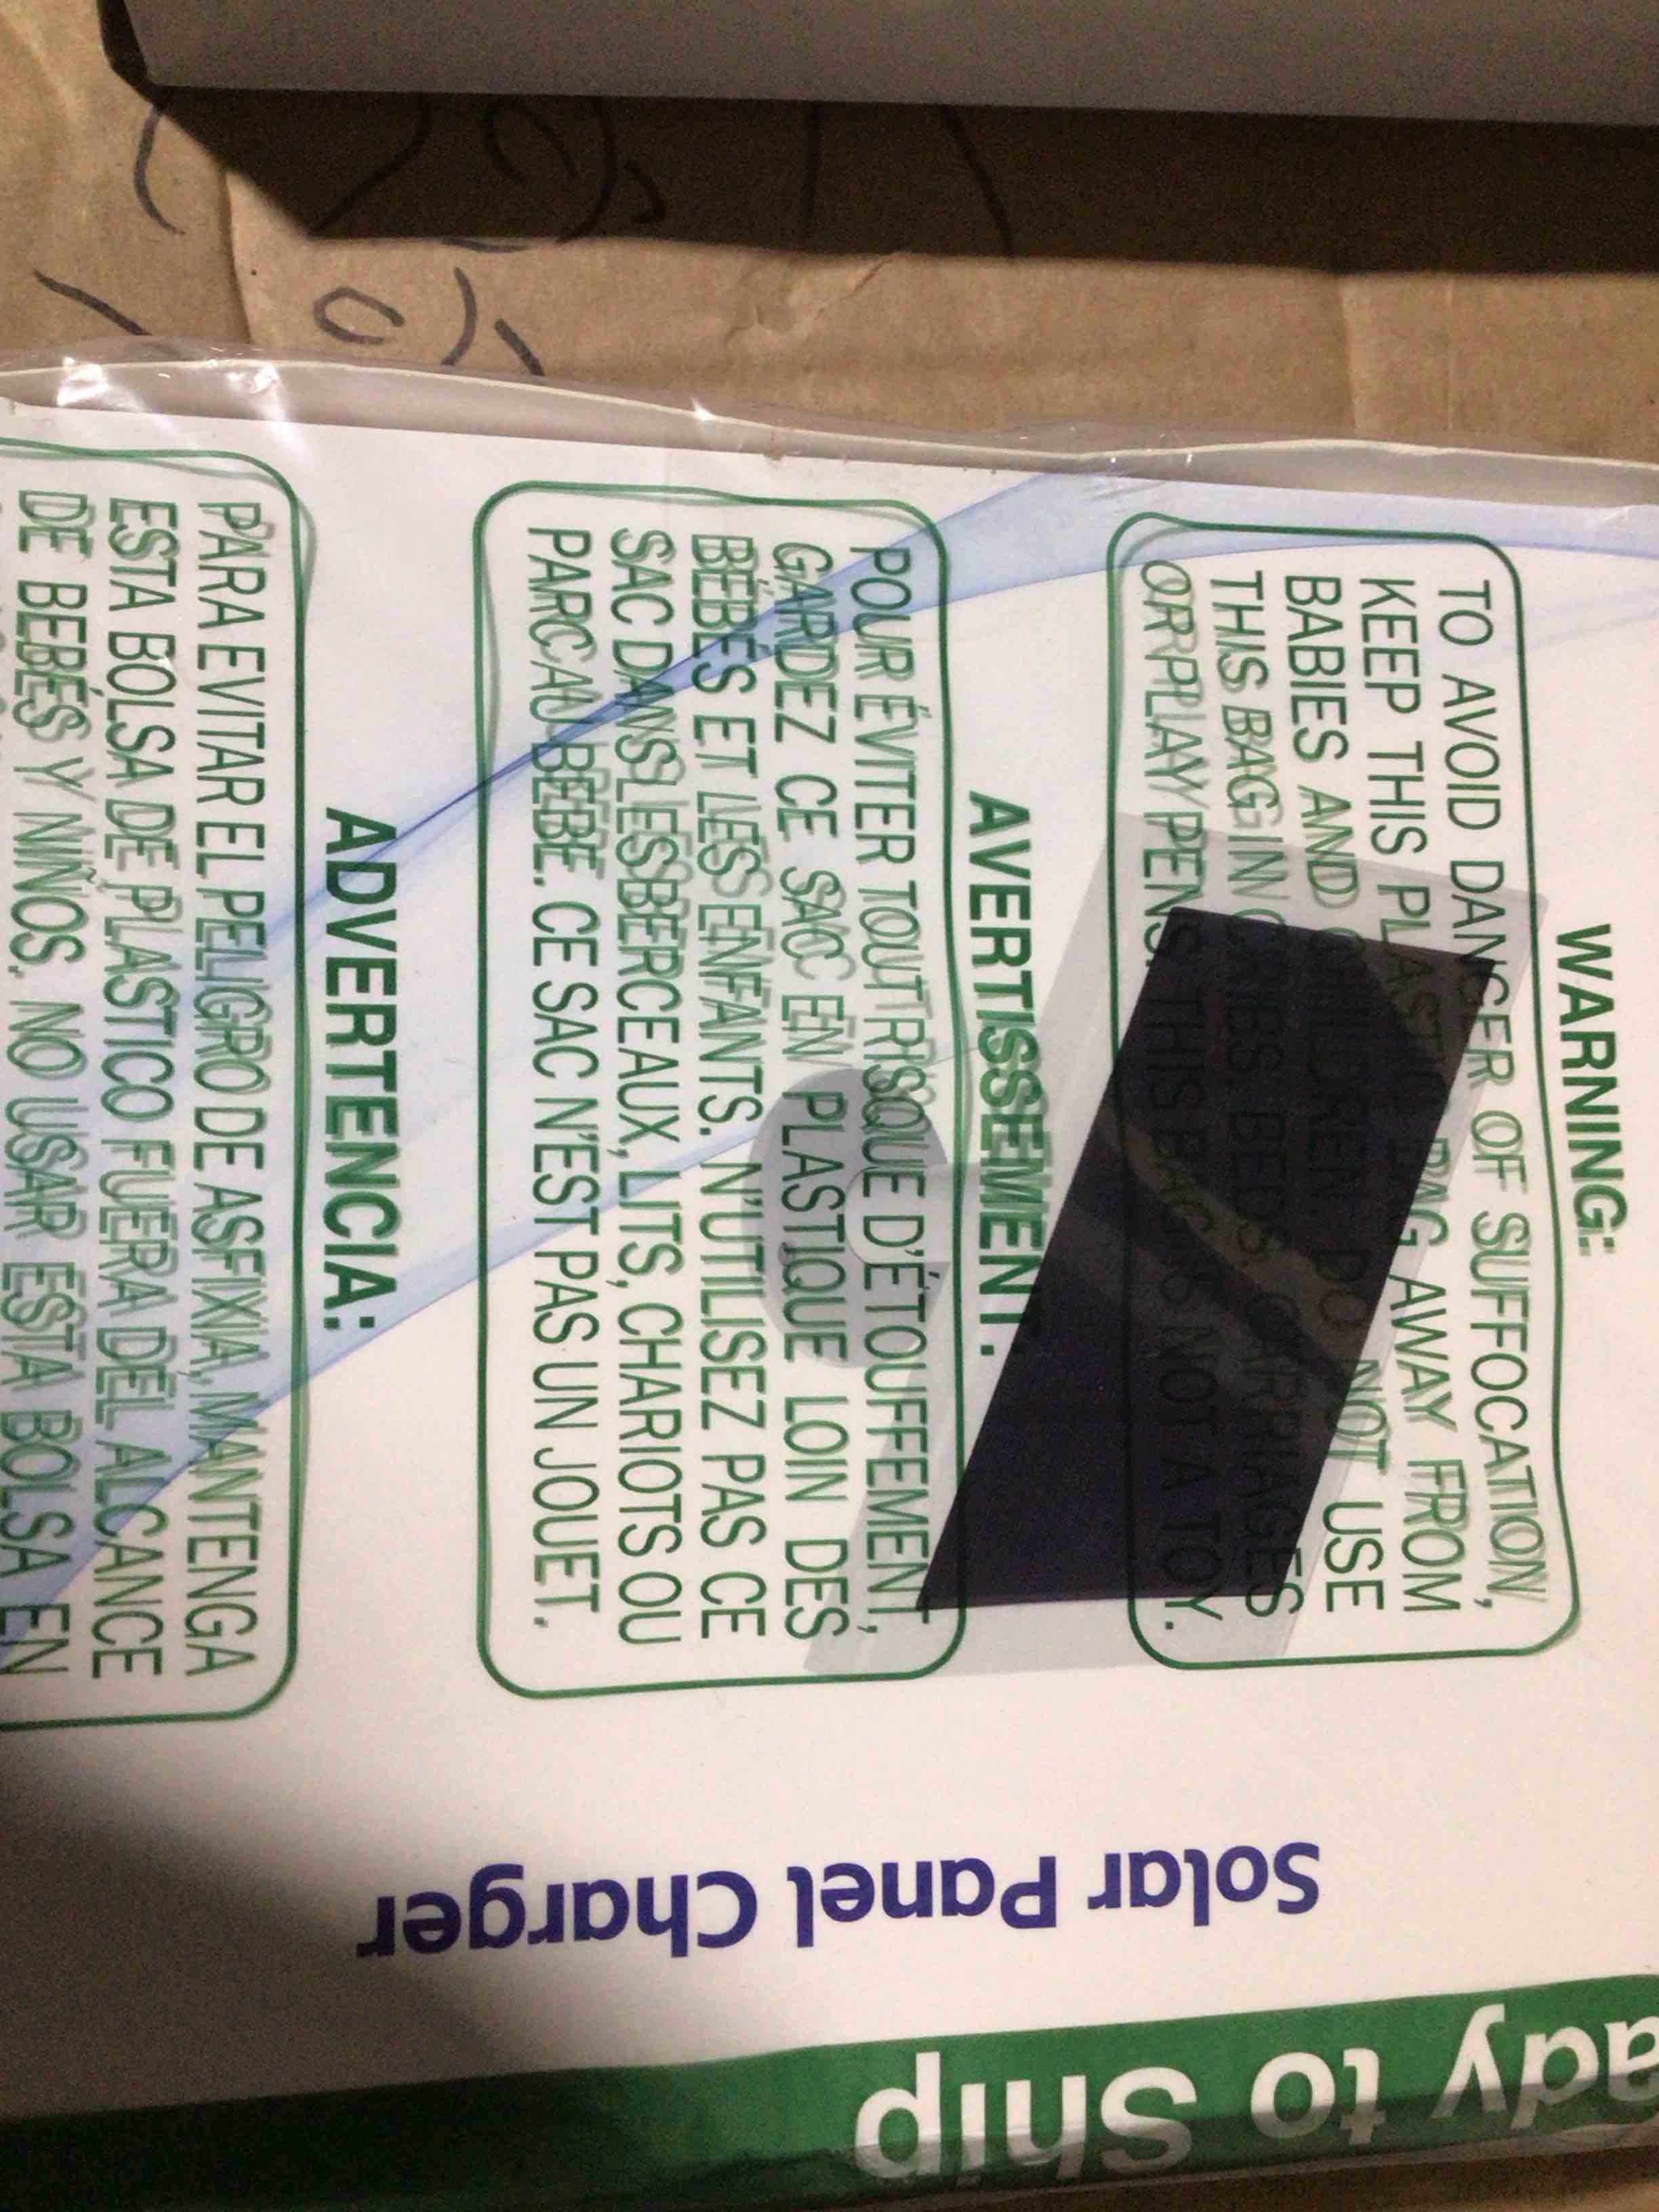 WARNING:
TO AVOID DANGER OF SUFFOCATION,
KEEP THIS PLASTIC BAG AWAY FROM
BABIES AND CHILDREN. DO NOT USE
THIS BAG IN CRIBS, BEDS, CARRIAGES
OR PLAY PENS. THIS BAG IS NOT A TOY.
AVERTISSEMENT:
POUR ÉVITER TOUT RISQUE D'ÉTOUFFEMENT,
GARDEZ CE SAC EN PLASTIQUE LOIN DES
BÉBÉS ET LES ENFANTS. N'UTILISEZ PAS CE
SAC DANS LES BERCEAUX, LITS, CHARIOTS OU
PARC AU BEBE. CE SAC N'EST PAS UN JOUET.
ADVERTENCIA:
PARA EVITAR EL PELIGRO DE ASFIXIA, MANTENGA
ESTA BOLSA DE PLASTICO FUERA DEL ALCANCE
DE BEBÉS Y NIÑOS. NO USAR ESTA BOLSA EN
Solar Panel Charger
ady to Ship